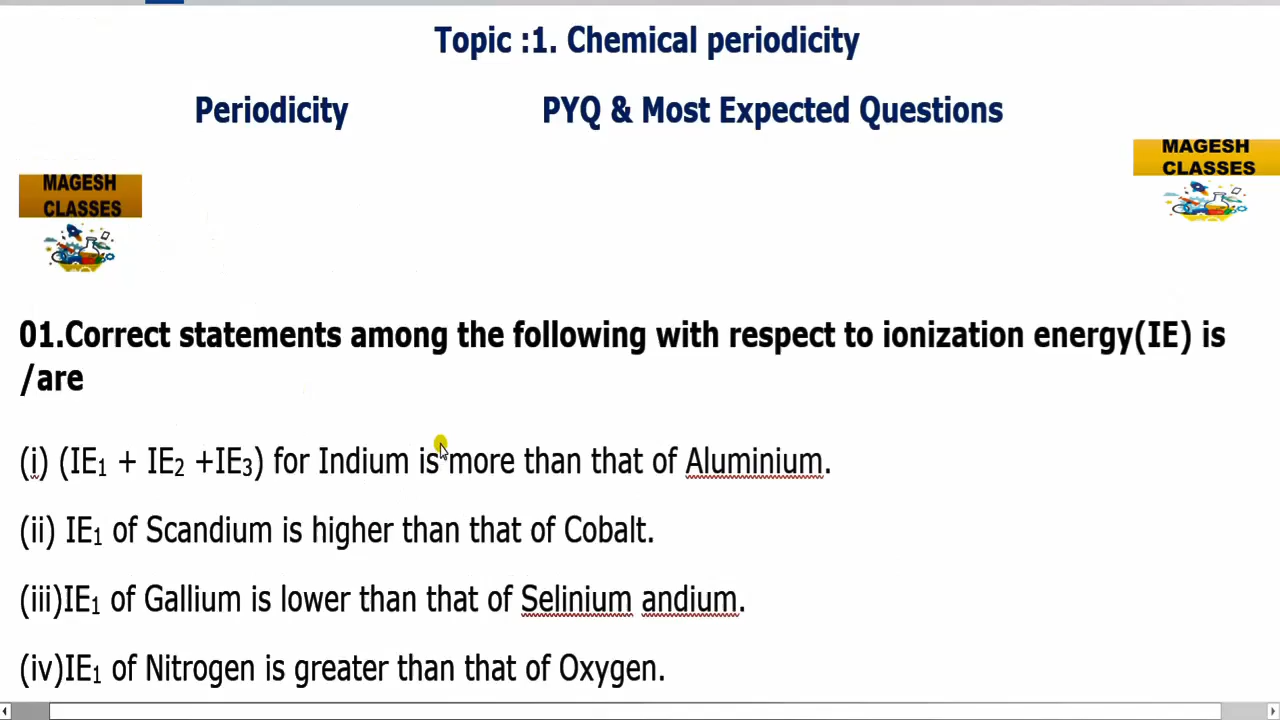 Topic :1. Chemical periodicity
Periodicity PYQ & Most Expected Questions
MAGESH
CLASSES
MAGESH
CLASSES
01.Correct statements among the following with respect to ionization energy(IE) is
/are
(i) (IE₁ + IE₂ +IE₃) for Indium is more than that of Aluminium.
(ii) IE₁ of Scandium is higher than that of Cobalt.
(iii)IE₁ of Gallium is lower than that of Selinium andium.
(iv)IE₁ of Nitrogen is greater than that of Oxygen.